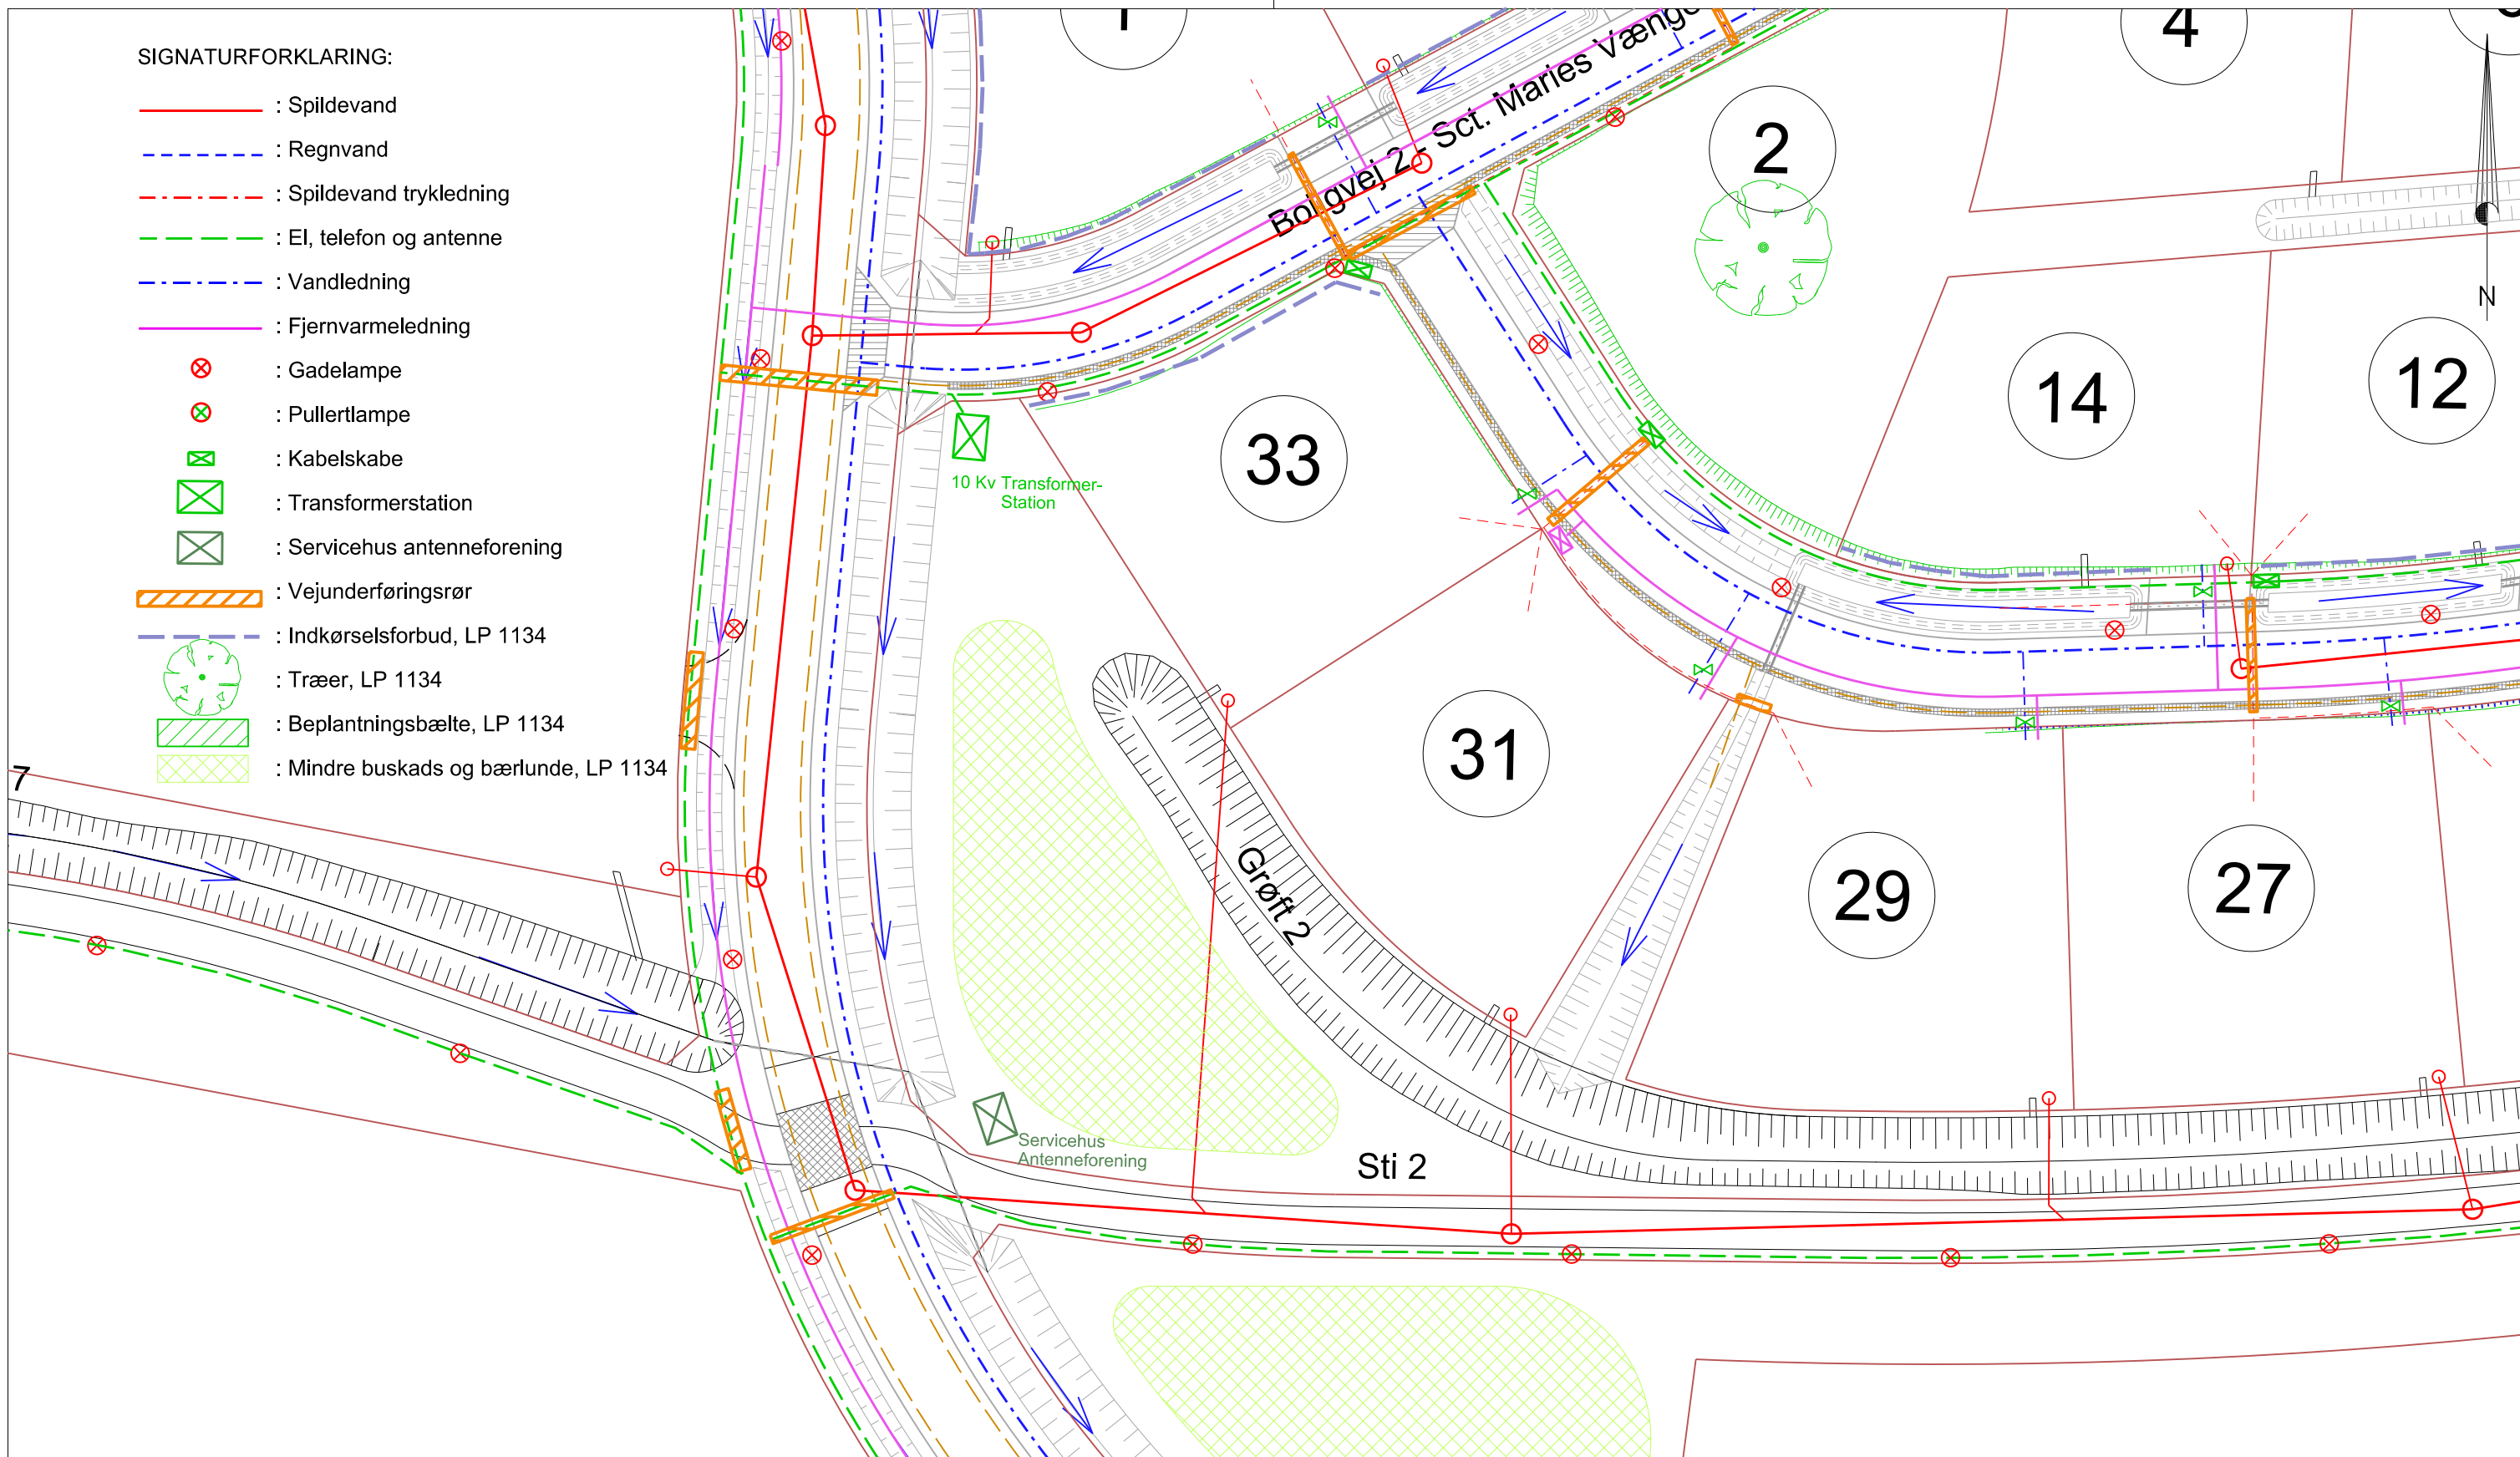 SIGNATURFORKLARING:
: Spildevand
: Regnvand
: Spildevand trykledning
: El, telefon og antenne
: Vandledning
: Fjernvarmeledning
: Gadelampe
: Pullertlampe
: Kabelskabe
: Transformerstation
: Servicehus antenneforening
: Vejunderføringsrør
: Indkørselsforbud, LP 1134
: Træer, LP 1134
: Beplantningsbælte, LP 1134
: Mindre buskads og bærlunde, LP 1134
7
Boligvej 2 - Sct. Maries Vænge
2
4
N
14
12
33
10 Kv Transformer-
Station
31
29
27
Grøft 2
Servicehus
Antenneforening
Sti 2